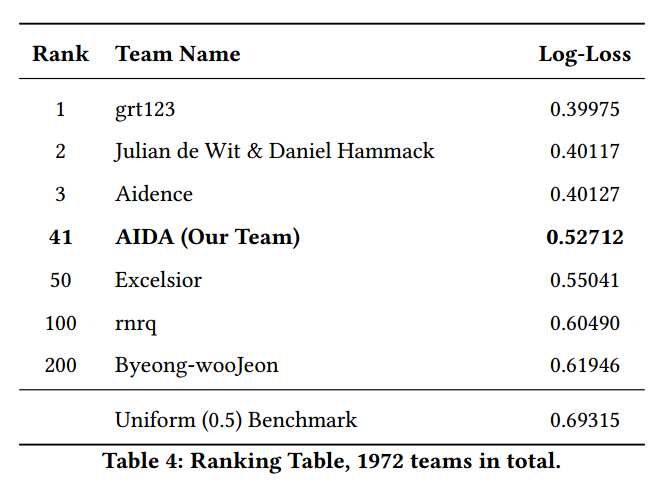 Rank Team Name Log-Loss
1 grt123 0.39975
2 Julian de Wit & Daniel Hammack 0.40117
3 Aidence 0.40127
41 AIDA (Our Team) 0.52712
50 Excelsior 0.55041
100 rnrq 0.60490
200 Byeong-wooJeon 0.61946
Uniform (0.5) Benchmark 0.69315
Table 4: Ranking Table, 1972 teams in total.